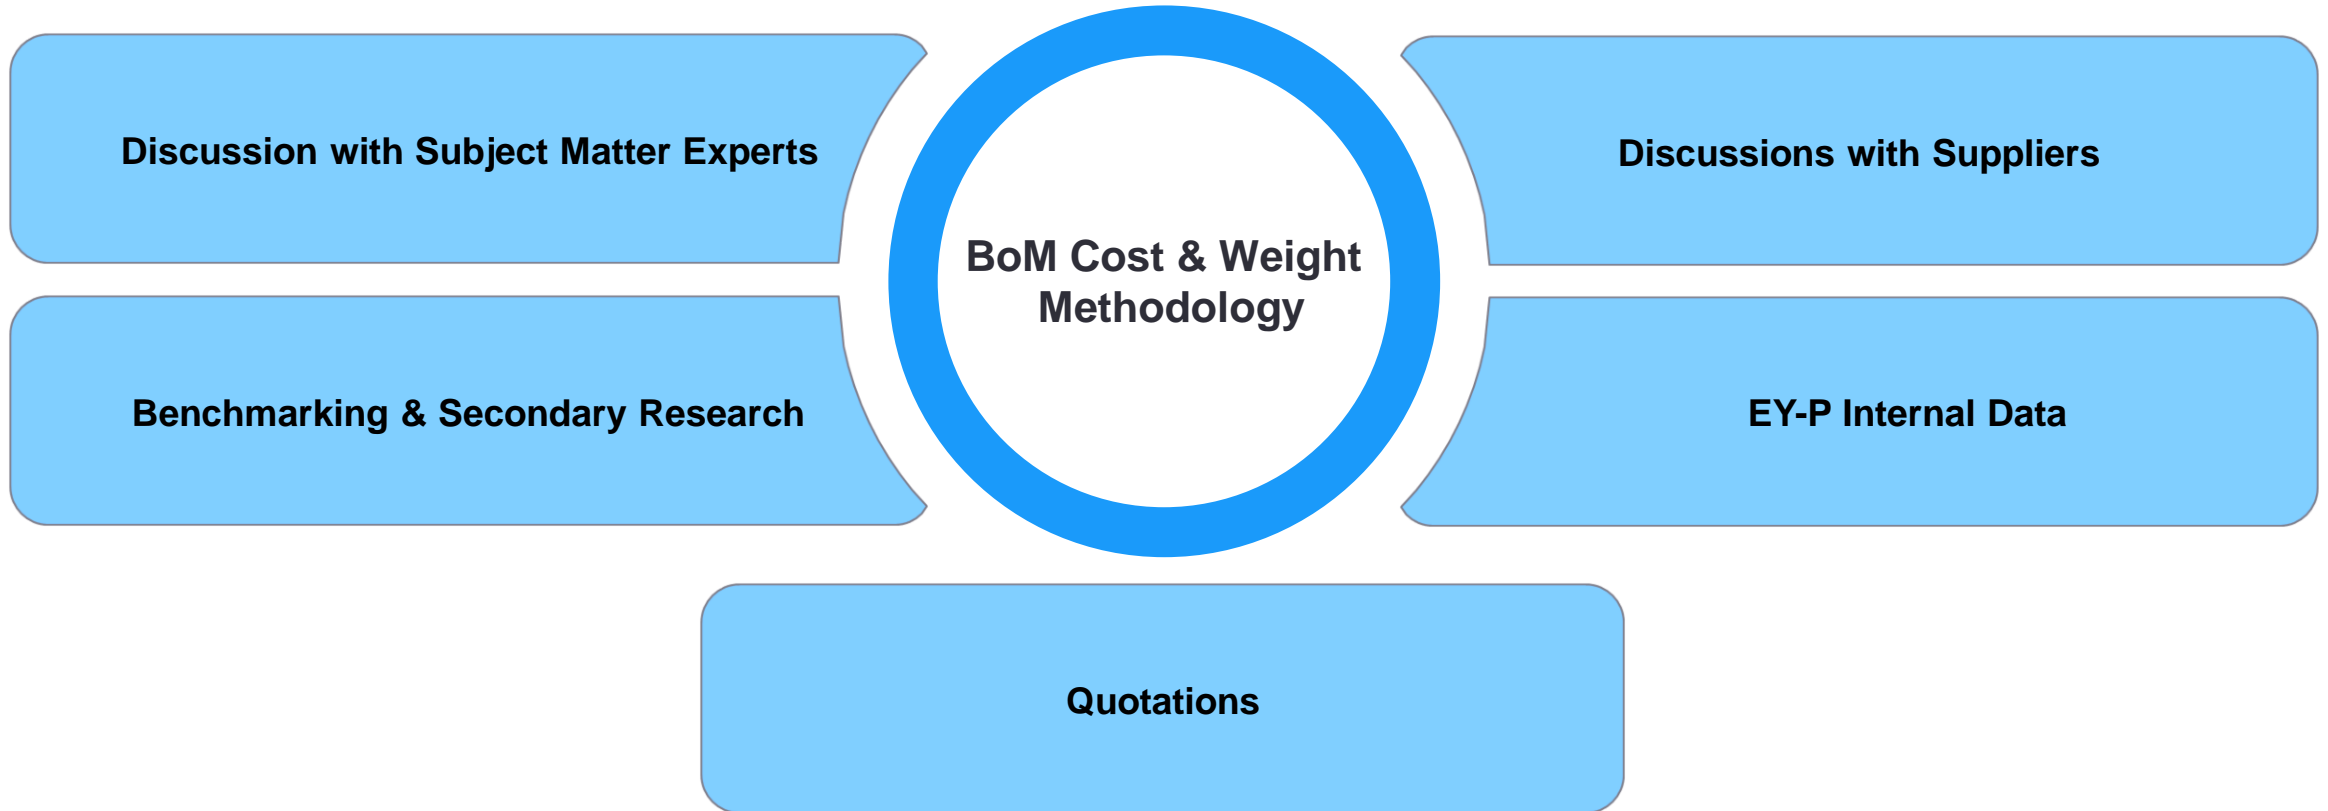 Discussion with Subject Matter Experts
Discussions with Suppliers
BoM Cost & Weight
Methodology
Benchmarking & Secondary Research
EY-P Internal Data
Quotations